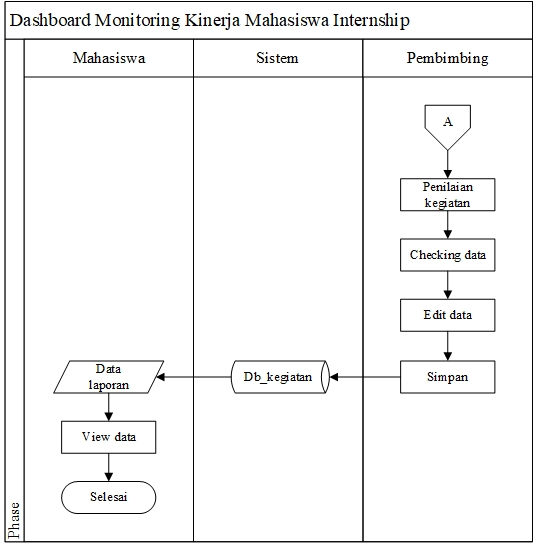 Dashboard Monitoring Kinerja Mahasiswa Internship
Mahasiswa
Sistem
Pembimbing
A
Penilaian
kegiatan
Checking data
Edit data
Simpan
Db_kegiatan
Data
laporan
View data
Selesai
Phase